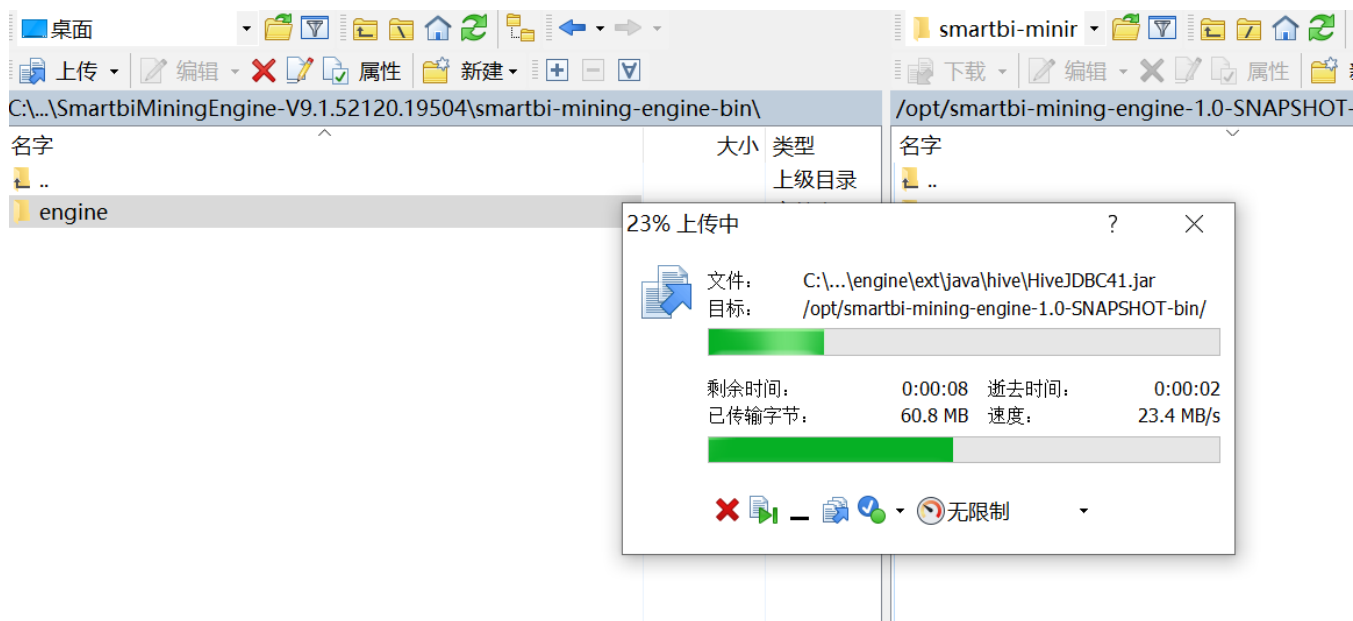 桌面
smartbi-minir
上传 编辑 属性 新建
下载 编辑 属性
C:\...\SmartbiMiningEngine-V9.1.52120.19504\smartbi-mining-engine-bin\
/opt/smartbi-mining-engine-1.0-SNAPSHOT-
名字 大小 类型
名字
.. 上级目录
..
engine
23% 上传中
?
文件： C:\...\engine\ext\java\hive\HiveJDBC41.jar
目标： /opt/smartbi-mining-engine-1.0-SNAPSHOT-bin/
剩余时间： 0:00:08 逝去时间： 0:00:02
已传输字节： 60.8 MB 速度： 23.4 MB/s
无限制